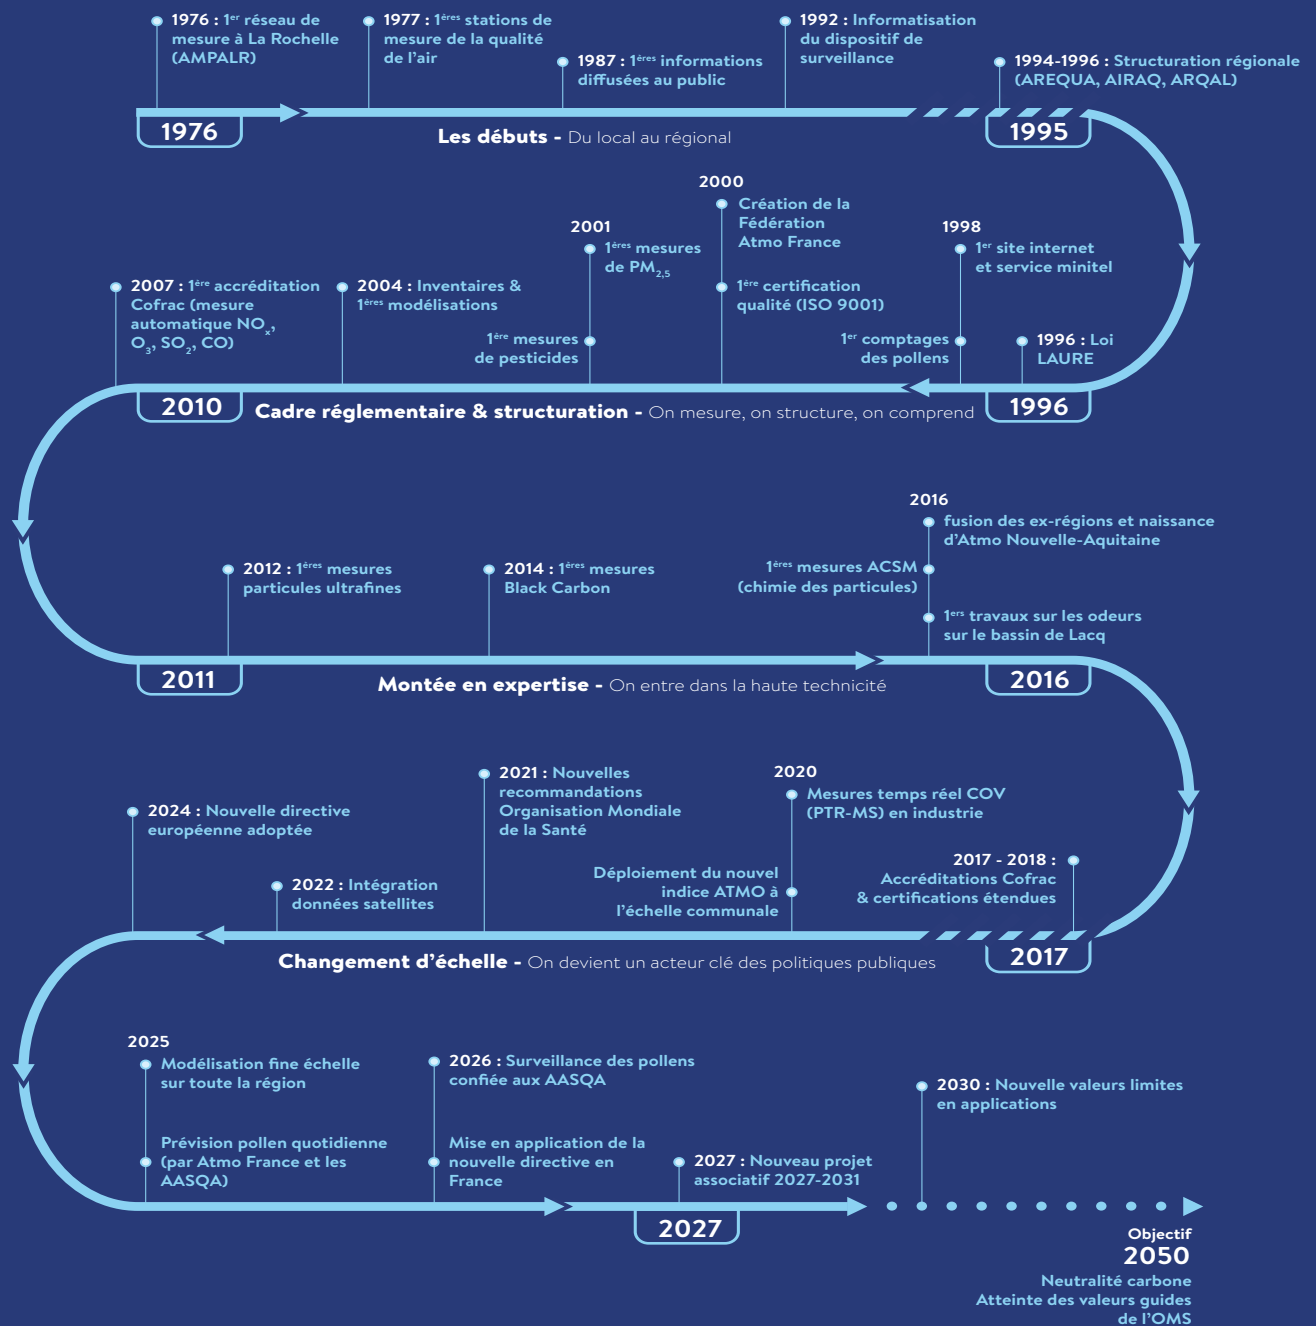 1976 : 1er réseau de
mesure à La Rochelle
(AMPALR)
1977 : 1ères stations de
mesure de la qualité
de l'air
1987 : 1ères informations
diffusées au public
1992 : Informatisation
du dispositif de
surveillance
1994-1996 : Structuration régionale
(AREQUA, AIRAQ, ARQAL)
1976
Les débuts - Du local au régional
1995
1998
1er site internet
et service minitel
1er comptages
des pollens
1996 : Loi
LAURE
2000
Création de la
Fédération
Atmo France
1ère certification
qualité (ISO 9001)
2001
1ères mesures
de PM2,5
1ère mesures
de pesticides
2004 : Inventaires &
1ères modélisations
2007 : 1ère accréditation
Cofrac (mesure
automatique NOx,
O3, SO2, CO)
2010
Cadre réglementaire & structuration - On mesure, on structure, on comprend
1996
2012 : 1ères mesures
particules ultrafines
2014 : 1ères mesures
Black Carbon
2016
fusion des ex-régions et naissance
d'Atmo Nouvelle-Aquitaine
1ères mesures ACSM
(chimie des particules)
1ers travaux sur les odeurs
sur le bassin de Lacq
2011
Montée en expertise - On entre dans la haute technicité
2016
2017 - 2018 :
Accréditations Cofrac
& certifications étendues
2020
Mesures temps réel COV
(PTR-MS) en industrie
Déploiement du nouvel
indice ATMO à
l'échelle communale
2021 : Nouvelles
recommandations
Organisation Mondiale
de la Santé
2022 : Intégration
données satellites
2024 : Nouvelle directive
européenne adoptée
Changement d'échelle - On devient un acteur clé des politiques publiques
2017
2025
Modélisation fine échelle
sur toute la région
Prévision pollen quotidienne
(par Atmo France et les
AASQA)
2026 : Surveillance des pollens
confiée aux AASQA
Mise en application de la
nouvelle directive en
France
2027 : Nouveau projet
associatif 2027-2031
2030 : Nouvelle valeurs limites
en applications
2027
Objectif
2050
Neutralité carbone
Atteinte des valeurs guides
de l'OMS